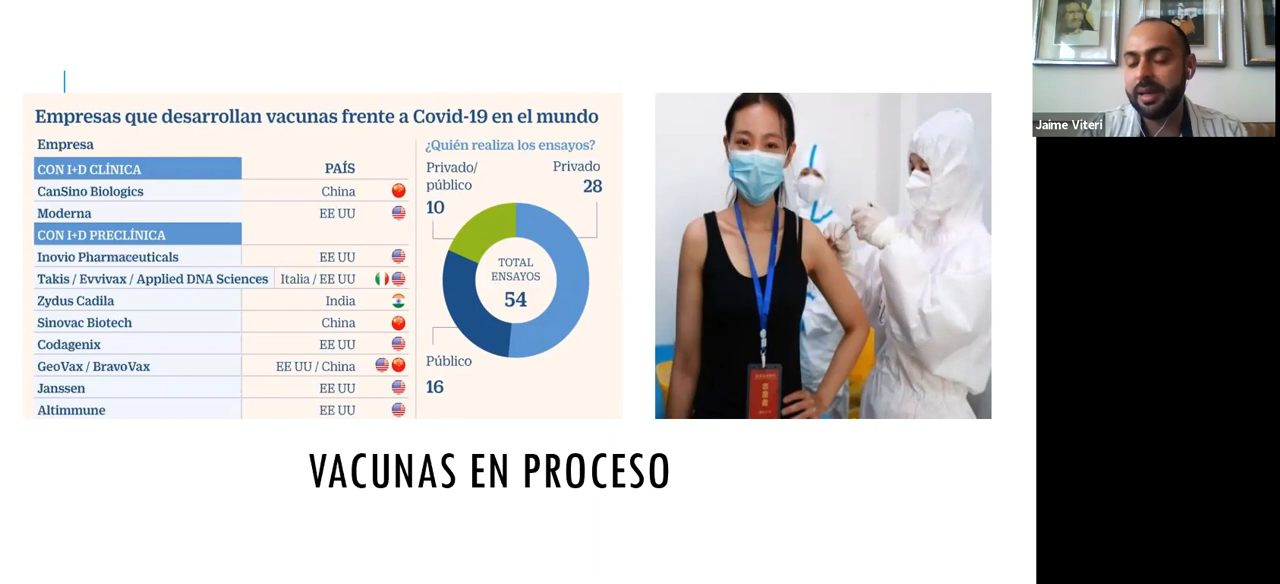 Empresas que desarrollan vacunas frente a Covid-19 en el mundo
Empresa
CON I+D CLÍNICA PAÍS
CanSino Biologics China
Moderna EE UU
CON I+D PRECLÍNICA
Inovio Pharmaceuticals EE UU
Takis / Evvivax / Applied DNA Sciences Italia / EE UU
Zydus Cadila India
Sinovac Biotech China
Codagenix EE UU
GeoVax / BravoVax EE UU / China
Janssen EE UU
Altimmune EE UU
¿Quién realiza los ensayos?
Privado/
público
10
Privado
28
TOTAL
ENSAYOS
54
Público
16
志愿者
VACUNAS EN PROCESO
Jaime Viteri